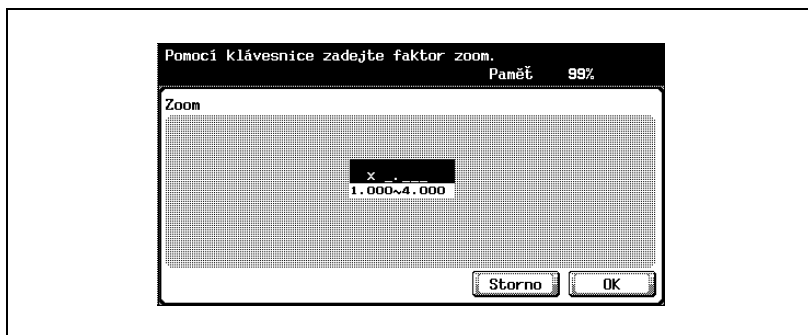 Pomocí klávesnice zadejte faktor zoom.
Paměť 99%
Zoom
x _.___
1.000~4.000
Storno OK